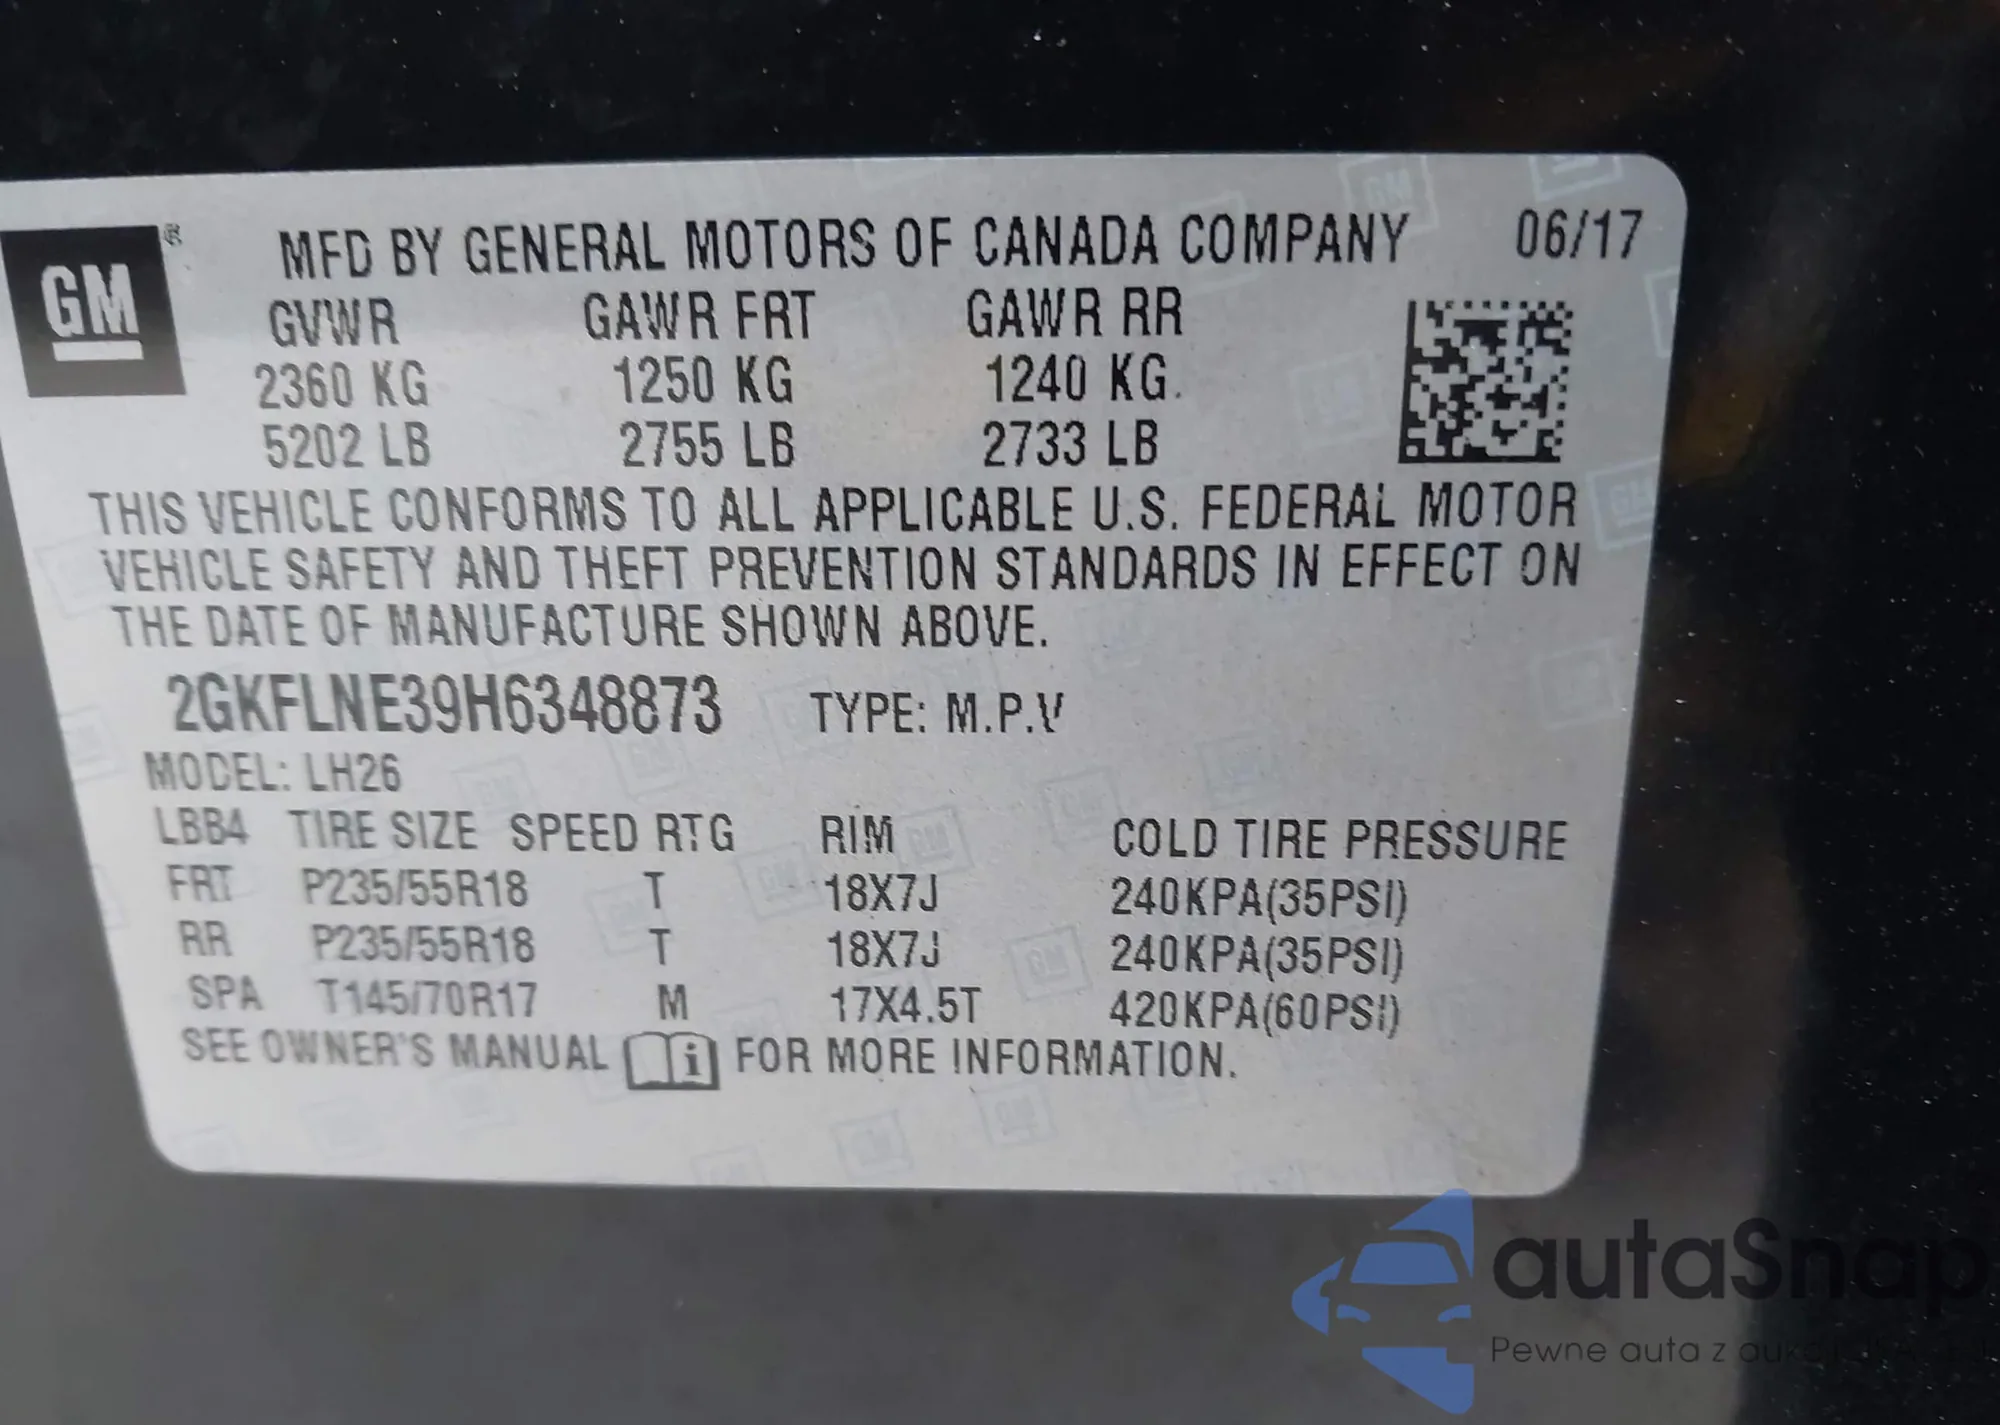 GM ®
MFD BY GENERAL MOTORS OF CANADA COMPANY 06/17
GVWR GAWR FRT GAWR RR
2360 KG 1250 KG 1240 KG
5202 LB 2755 LB 2733 LB
THIS VEHICLE CONFORMS TO ALL APPLICABLE U.S. FEDERAL MOTOR
VEHICLE SAFETY AND THEFT PREVENTION STANDARDS IN EFFECT ON
THE DATE OF MANUFACTURE SHOWN ABOVE.
2GKFLNE39H6348873 TYPE: M.P.V
MODEL: LH26
LBB4 TIRE SIZE SPEED RTG RIM COLD TIRE PRESSURE
FRT P235/55R18 T 18X7J 240KPA(35PSI)
RR P235/55R18 T 18X7J 240KPA(35PSI)
SPA T145/70R17 M 17X4.5T 420KPA(60PSI)
SEE OWNER'S MANUAL i FOR MORE INFORMATION.
autaSnap
Pewne auta z